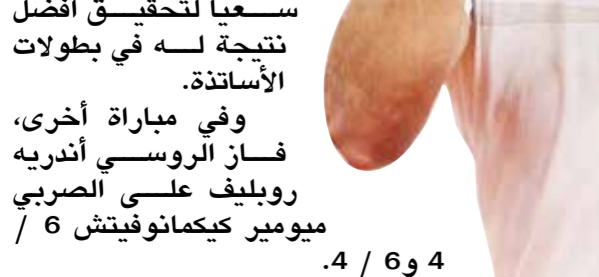 سعيا لتحقيق أفضل
نتيجة له في بطولات
الأساتذة.
وفي مباراة أخرى،
فاز الروسي أندريه
روبليف على الصربي
ميومير كيكمانوفيتش 6 /
4 و6 / 4.